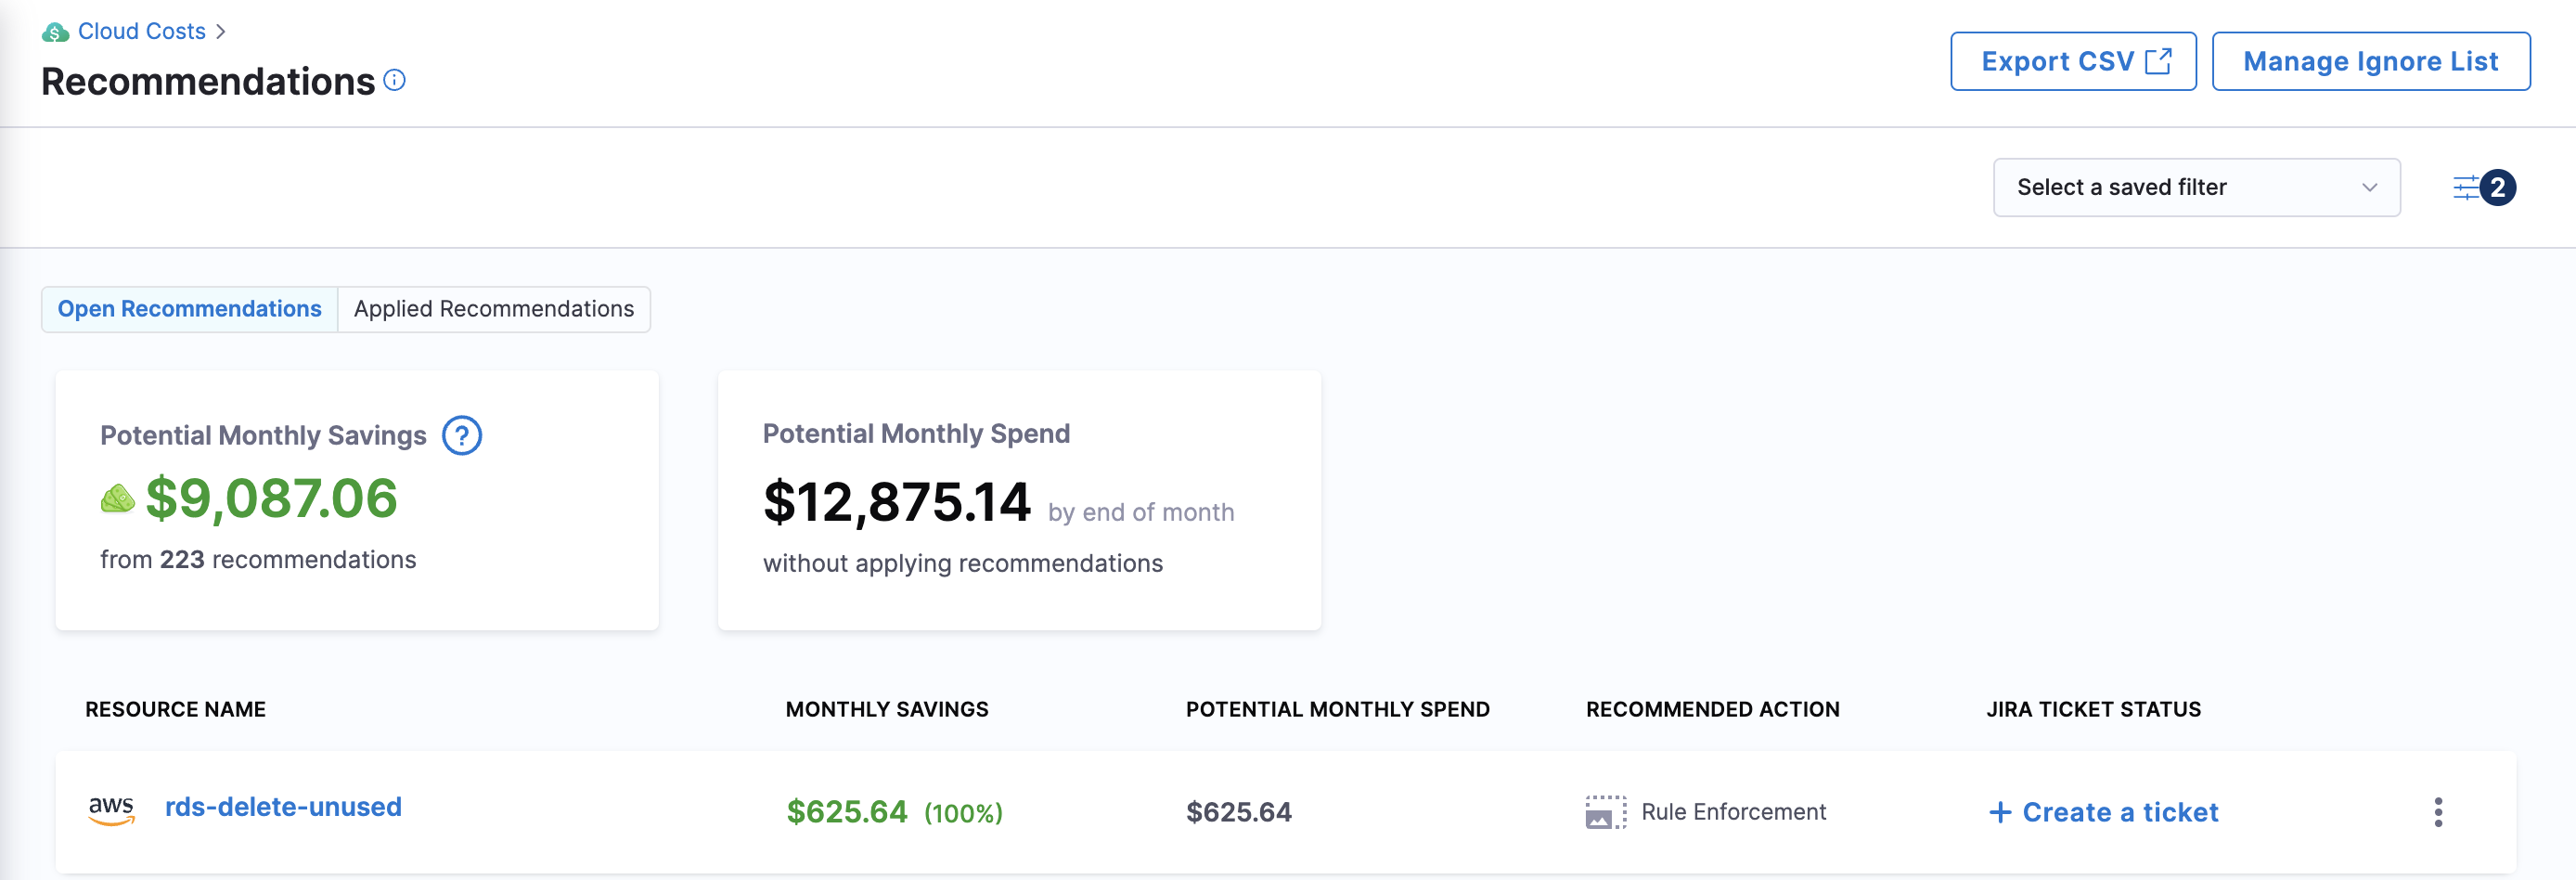 Cloud Costs >
Recommendations
Export CSV
Manage Ignore List
Select a saved filter
2
Open Recommendations
Applied Recommendations
Potential Monthly Savings ?
$9,087.06
from 223 recommendations
Potential Monthly Spend
$12,875.14 by end of month
without applying recommendations
RESOURCE NAME
MONTHLY SAVINGS
POTENTIAL MONTHLY SPEND
RECOMMENDED ACTION
JIRA TICKET STATUS
aws
rds-delete-unused
$625.64 (100%)
$625.64
Rule Enforcement
+ Create a ticket